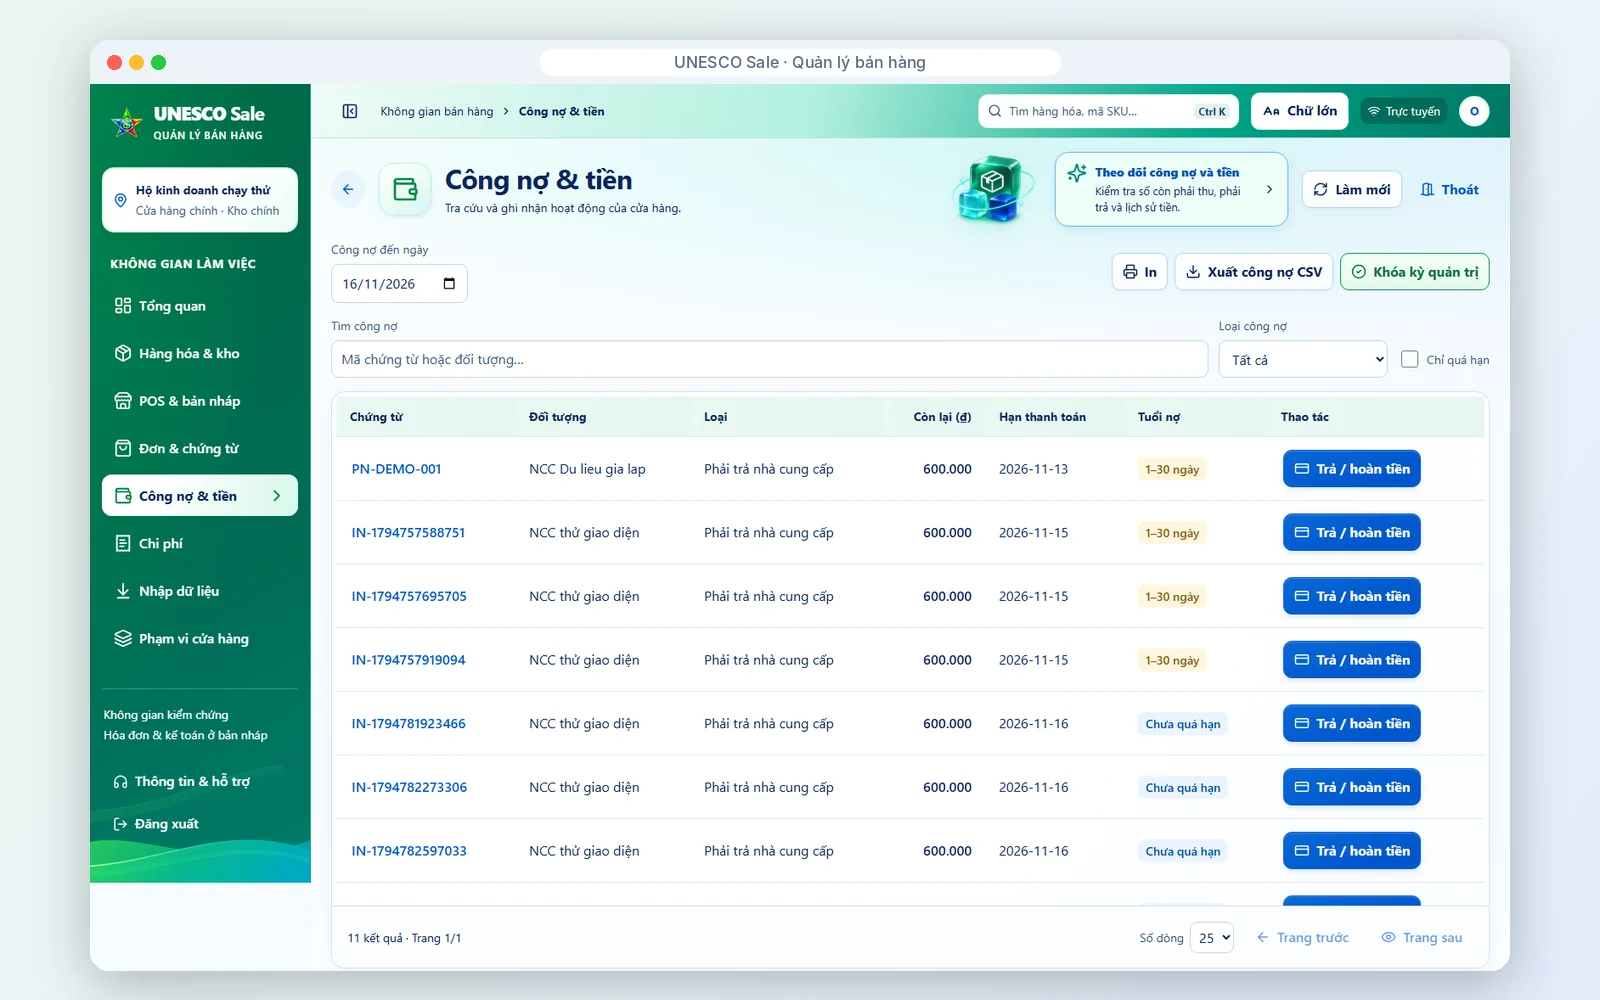 UNESCO Sale · Quản lý bán hàng
UNESCO Sale
QUẢN LÝ BÁN HÀNG
Hộ kinh doanh chạy thử
Cửa hàng chính · Kho chính
KHÔNG GIAN LÀM VIỆC
Tổng quan
Hàng hóa & kho
POS & bản nháp
Đơn & chứng từ
Công nợ & tiền
Chi phí
Nhập dữ liệu
Phạm vi cửa hàng
Không gian kiểm chứng
Hóa đơn & kế toán ở bản nháp
Thông tin & hỗ trợ
Đăng xuất
Không gian bán hàng > Công nợ & tiền
Tìm hàng hóa, mã SKU... Ctrl K
Aa Chữ lớn
Trực tuyến
O
Công nợ & tiền
Tra cứu và ghi nhận hoạt động của cửa hàng.
Theo dõi công nợ và tiền
Kiểm tra số còn phải thu, phải
trả và lịch sử tiền.
Làm mới
Thoát
Công nợ đến ngày
16/11/2026
In
Xuất công nợ CSV
Khóa kỳ quản trị
Tìm công nợ
Mã chứng từ hoặc đối tượng...
Loại công nợ
Tất cả
Chỉ quá hạn
Chứng từ Đối tượng Loại Còn lại (₫) Hạn thanh toán Tuổi nợ Thao tác
PN-DEMO-001 NCC Du lieu gia lap Phải trả nhà cung cấp 600.000 2026-11-13 1–30 ngày Trả / hoàn tiền
IN-1794757588751 NCC thử giao diện Phải trả nhà cung cấp 600.000 2026-11-15 1–30 ngày Trả / hoàn tiền
IN-1794757695705 NCC thử giao diện Phải trả nhà cung cấp 600.000 2026-11-15 1–30 ngày Trả / hoàn tiền
IN-1794757919094 NCC thử giao diện Phải trả nhà cung cấp 600.000 2026-11-15 1–30 ngày Trả / hoàn tiền
IN-1794781923466 NCC thử giao diện Phải trả nhà cung cấp 600.000 2026-11-16 Chưa quá hạn Trả / hoàn tiền
IN-1794782273306 NCC thử giao diện Phải trả nhà cung cấp 600.000 2026-11-16 Chưa quá hạn Trả / hoàn tiền
IN-1794782597033 NCC thử giao diện Phải trả nhà cung cấp 600.000 2026-11-16 Chưa quá hạn Trả / hoàn tiền
11 kết quả · Trang 1/1
Số dòng 25
Trang trước
Trang sau